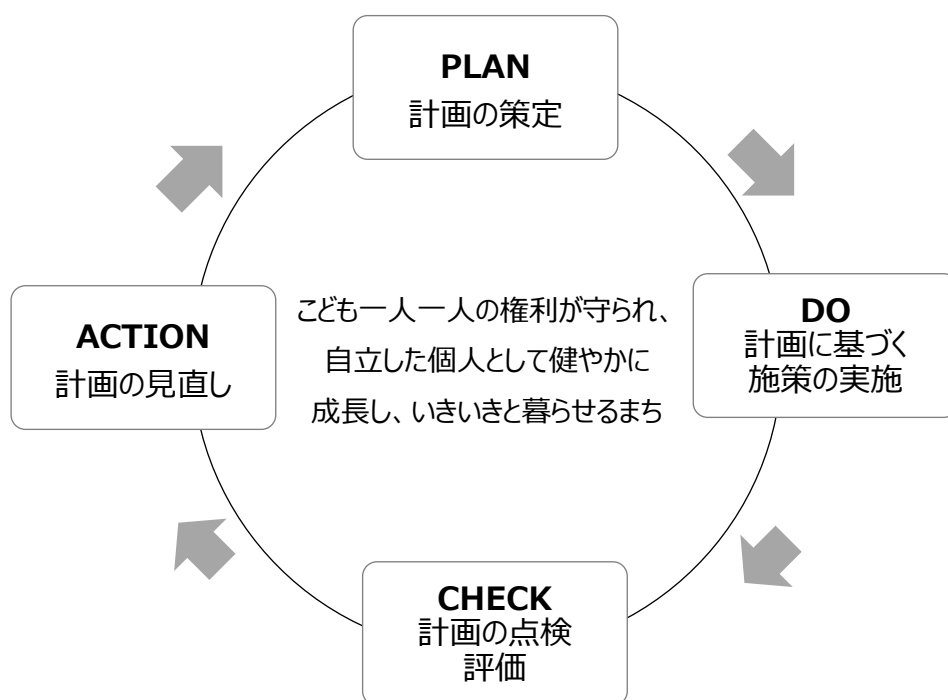 PLAN
計画の策定
DO
計画に基づく
施策の実施
こども一人一人の権利が守られ、
自立した個人として健やかに
成長し、いきいきと暮らせるまち
ACTION
計画の見直し
CHECK
計画の点検
評価